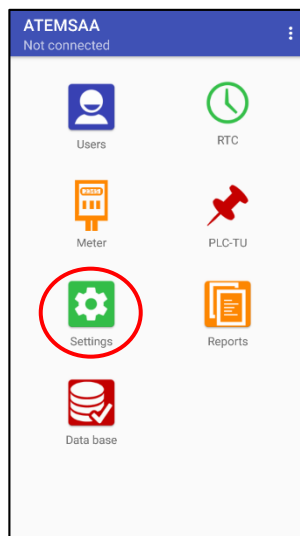 ATEMSAA
Not connected
Users
RTC
Meter
PLC-TU
Settings
Reports
Data base